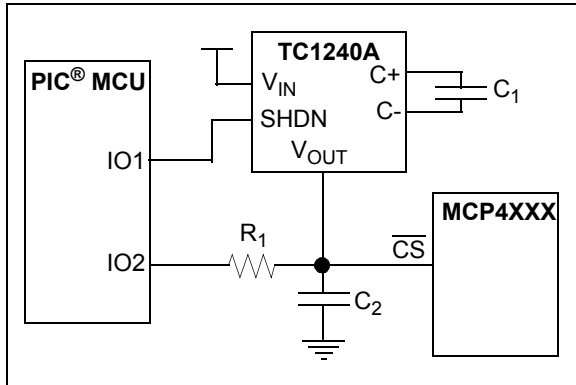 TC1240A
PIC® MCU
VIN
C+
C1
SHDN
C-
VOUT
IO1
MCP4XXX
R1
CS
IO2
C2